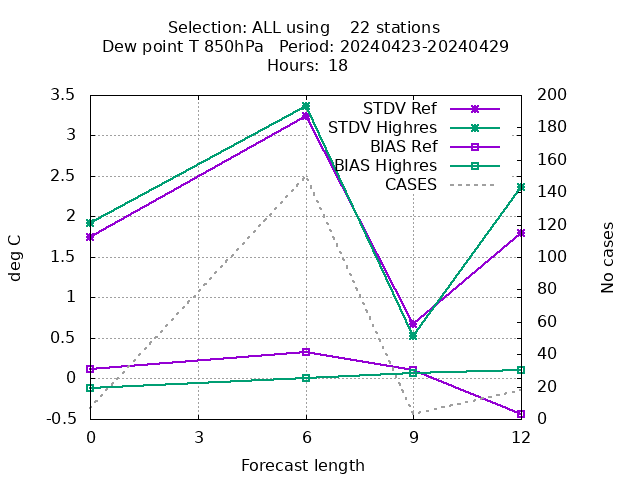 Selection: ALL using    22 stations
Dew point T 850hPa   Period: 20240423-20240429
Hours:  18
STDV Ref
STDV Highres
BIAS Ref
BIAS Highres
CASES
3.5
3
2.5
2
1.5
1
0.5
0
-0.5
200
180
160
140
120
100
80
60
40
20
0
deg C
No cases
0
3
6
9
12
Forecast length